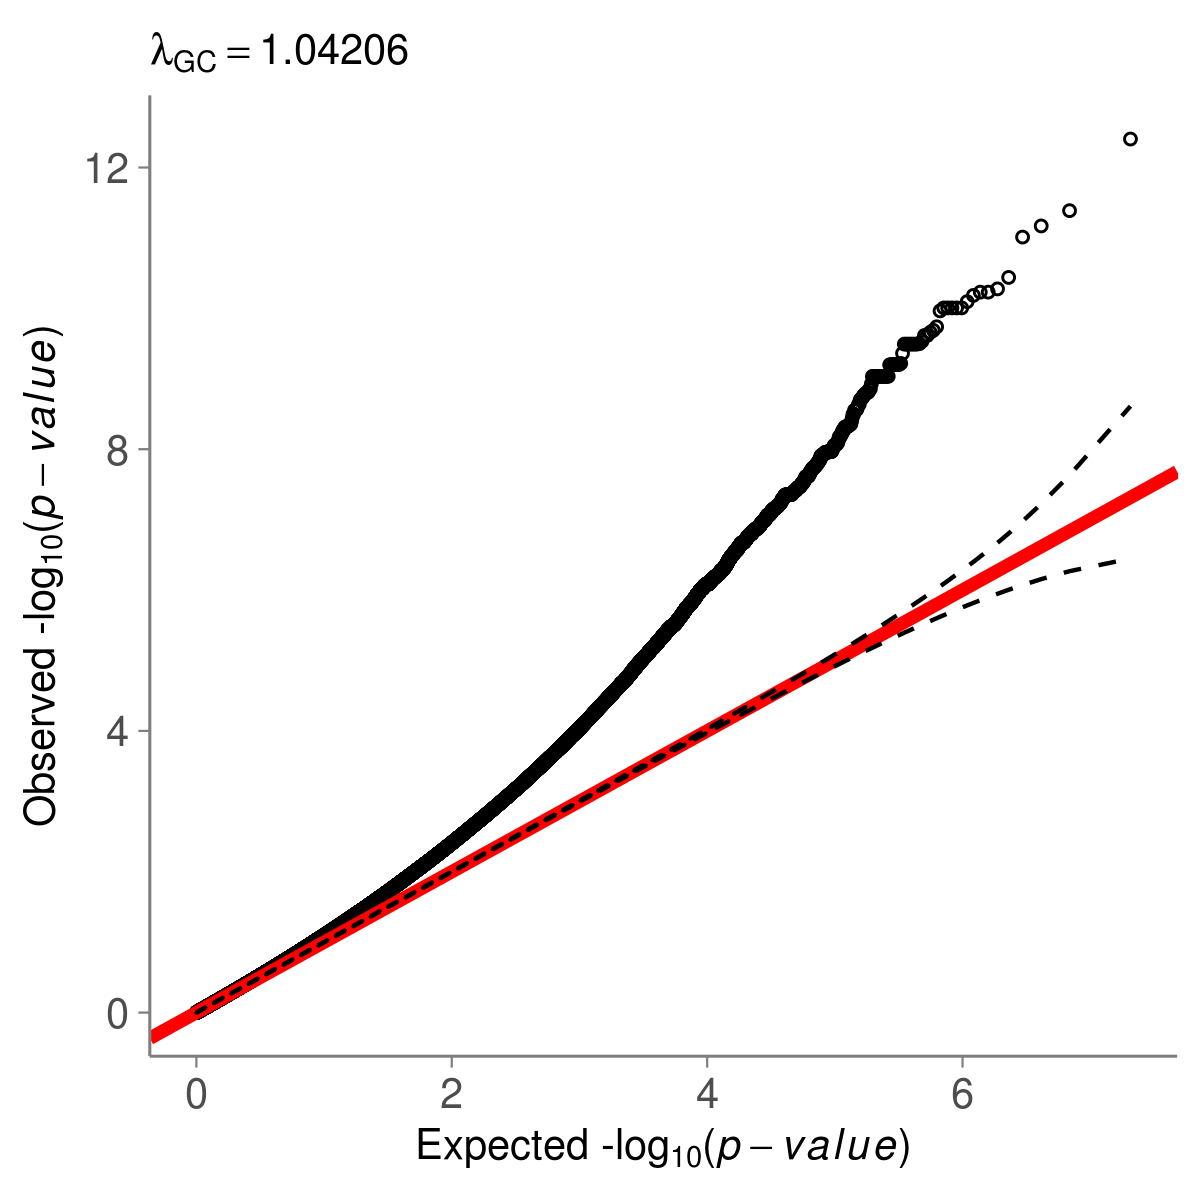 λGC = 1.04206
12
8
4
0
Observed -log10(p − value)
0 2 4 6
Expected -log10(p − value)